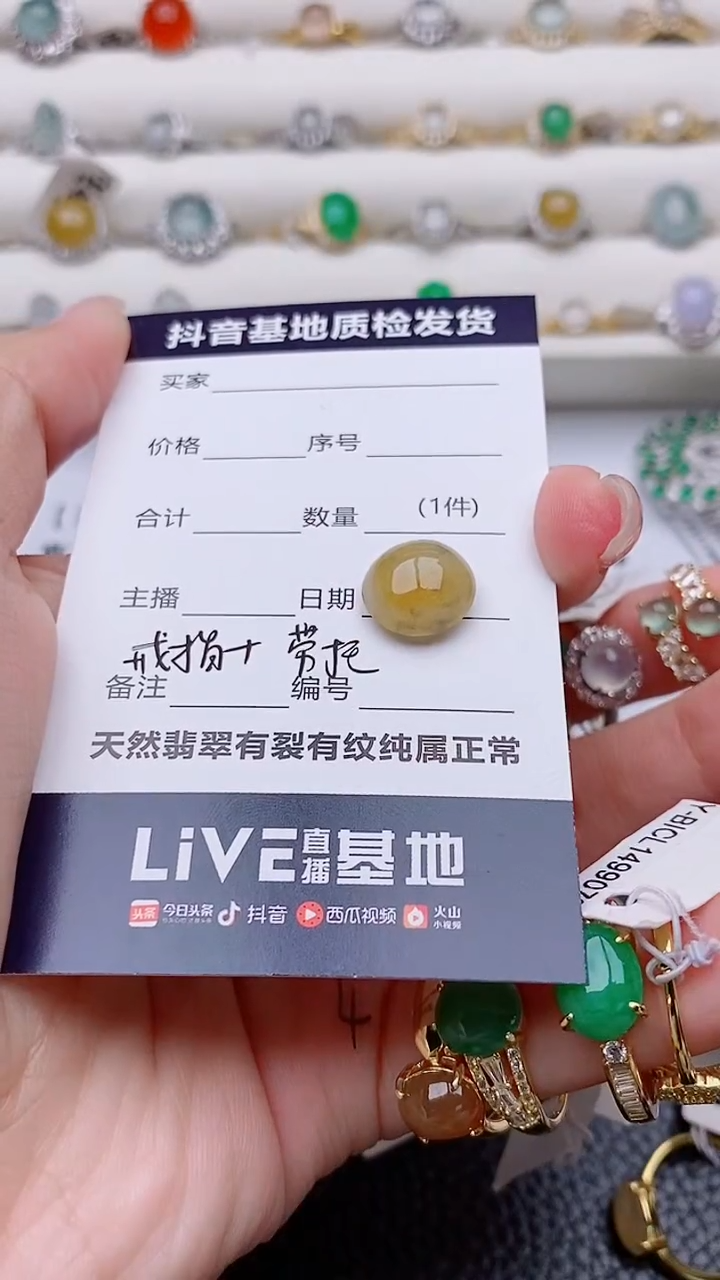 抖音基地质检发货
买家
价格 序号
合计 数量 (1件)
主播 日期
戒指+ 带托
备注 编号
天然翡翠有裂有纹纯属正常
LiVE直播基地
头条 今日头条 抖音 西瓜视频 火山小视频
4